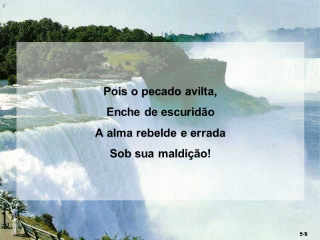 Pois o pecado avilta,
Enche de escuridão
A alma rebelde e errada
Sob sua maldição!
5/8